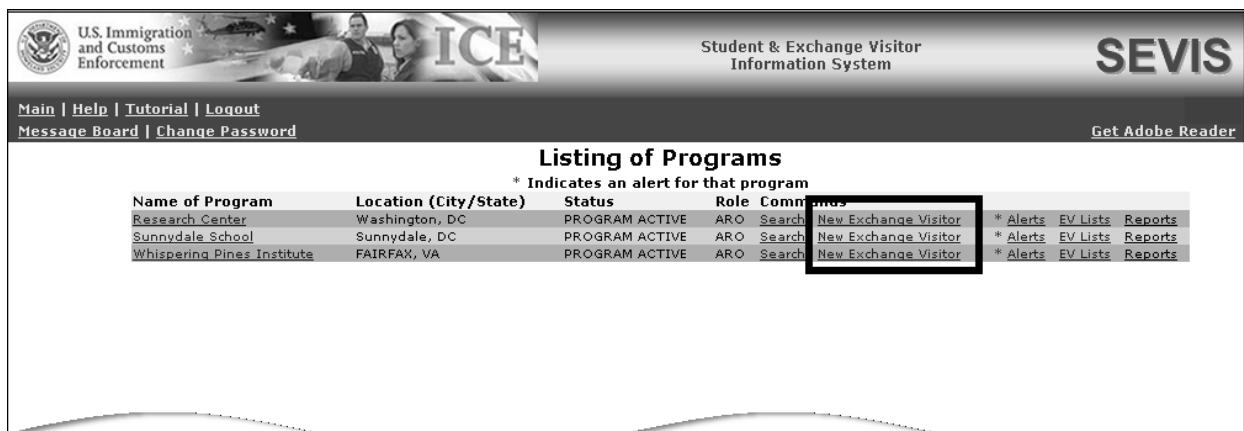 U.S. Immigration
and Customs
Enforcement
ICE
Student & Exchange Visitor
Information System
SEVIS
Main | Help | Tutorial | Logout
Message Board | Change Password
Get Adobe Reader
Listing of Programs
* Indicates an alert for that program
Name of Program Location (City/State) Status Role Commands
Research Center Washington, DC PROGRAM ACTIVE ARO Search New Exchange Visitor * Alerts EV Lists Reports
Sunnydale School Sunnydale, DC PROGRAM ACTIVE ARO Search New Exchange Visitor * Alerts EV Lists Reports
Whispering Pines Institute FAIRFAX, VA PROGRAM ACTIVE ARO Search New Exchange Visitor * Alerts EV Lists Reports